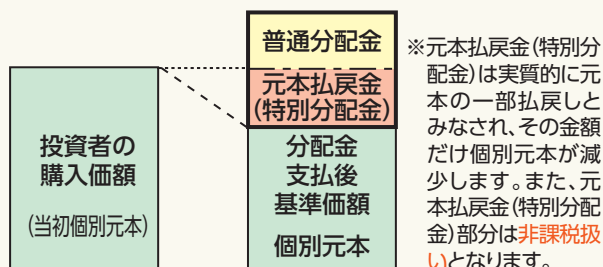 普通分配金
元本払戻金
(特別分配金)
投資者の
購入価額
(当初個別元本)
分配金
支払後
基準価額
個別元本
※元本払戻金(特別分
配金)は実質的に元
本の一部払戻しと
みなされ、その金額
だけ個別元本が減
少します。また、元
本払戻金(特別分配
金)部分は非課税扱
いとなります。